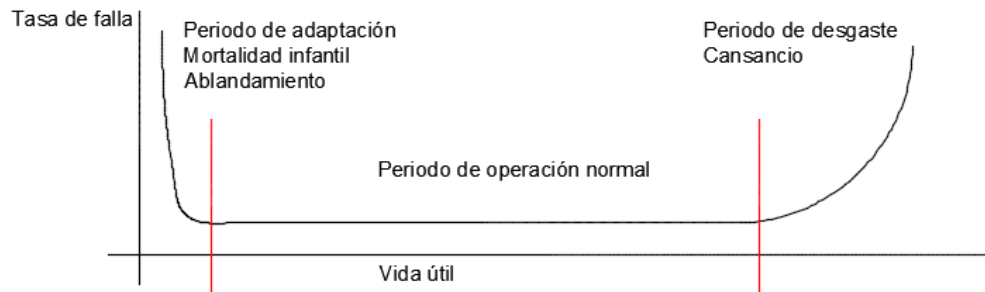 Tasa de falla
Periodo de adaptación
Mortalidad infantil
Ablandamiento
Periodo de desgaste
Cansancio
Periodo de operación normal
Vida útil